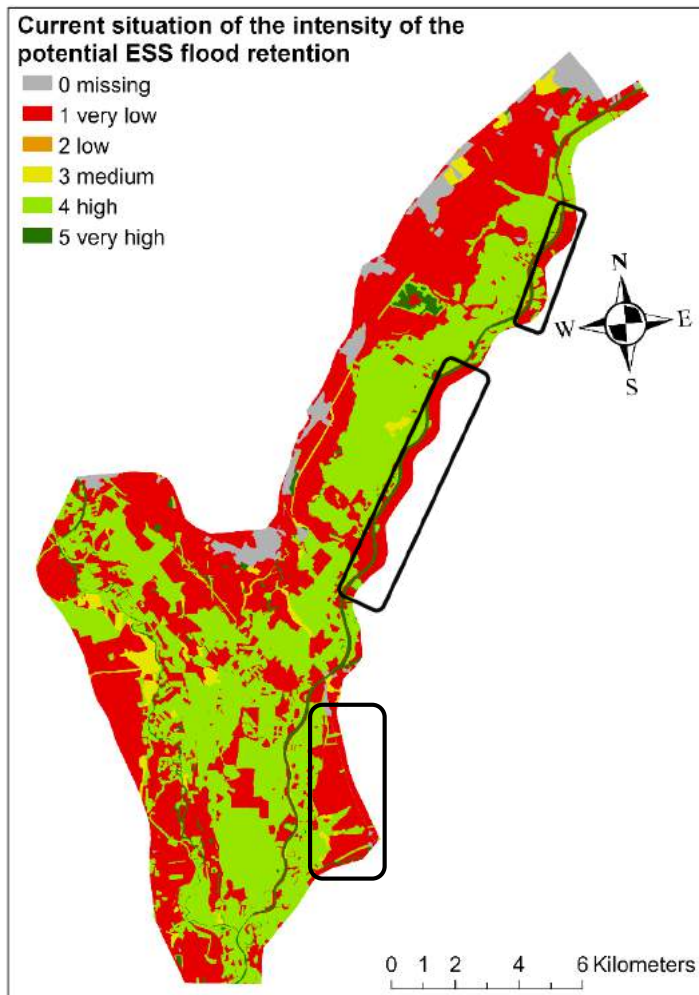 Current situation of the intensity of the
potential ESS flood retention
0 missing
1 very low
2 low
3 medium
4 high
5 very high
N
W E
S
0 1 2 4 6 Kilometers